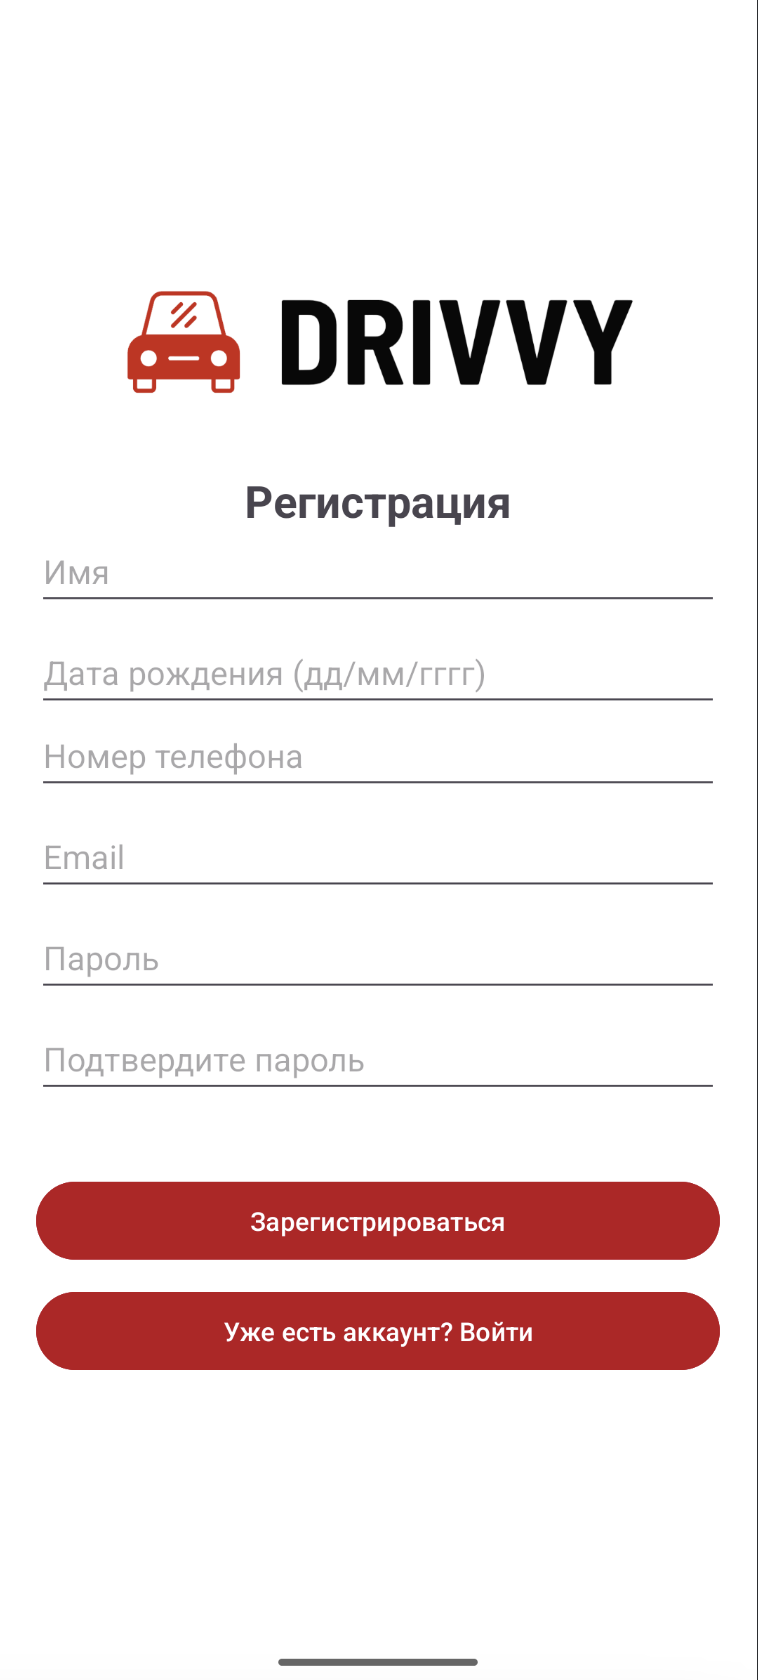 DRIVVY
Регистрация
Имя
Дата рождения (дд/мм/гггг)
Номер телефона
Email
Пароль
Подтвердите пароль
Зарегистрироваться
Уже есть аккаунт? Войти